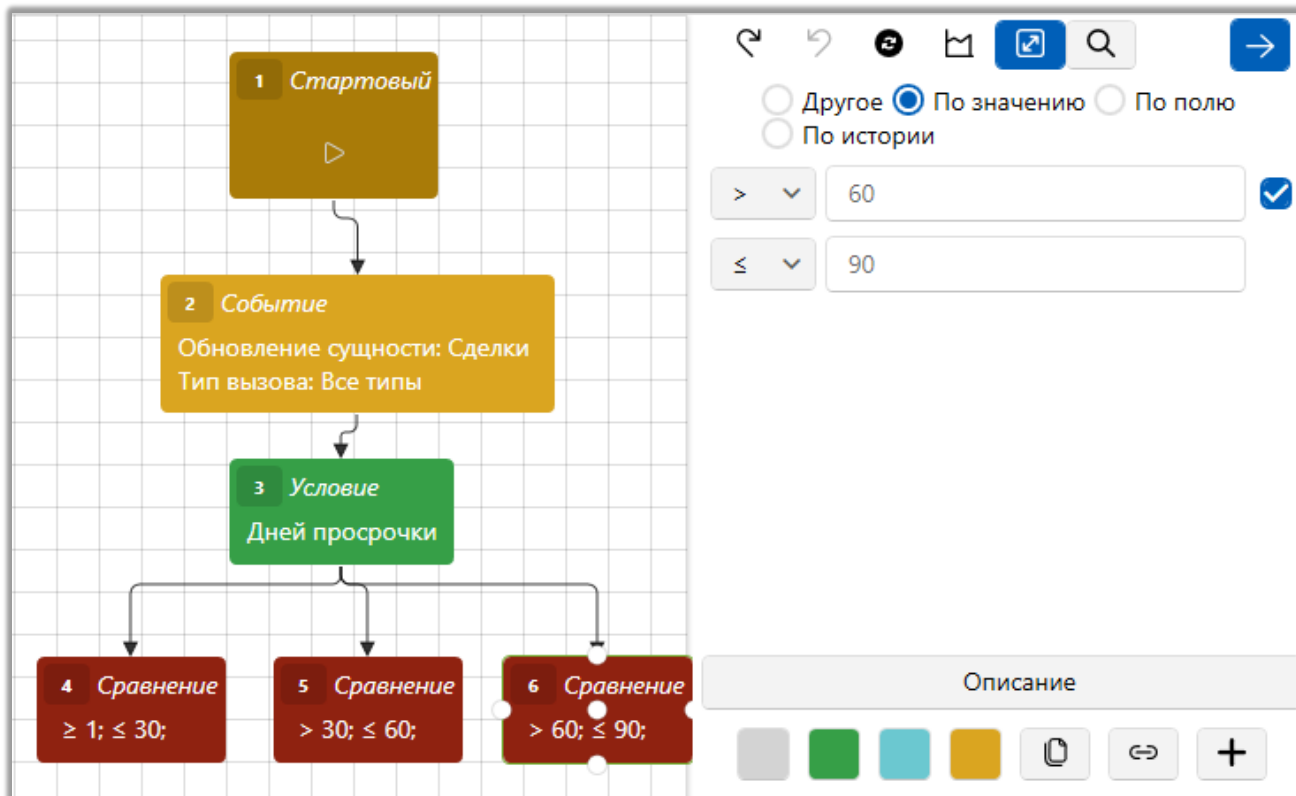 1 Стартовый
2 Событие
Обновление сущности: Сделки
Тип вызова: Все типы
3 Условие
Дней просрочки
4 Сравнение
≥ 1; ≤ 30;
5 Сравнение
> 30; ≤ 60;
6 Сравнение
> 60; ≤ 90;
Другое По значению По полю
По истории
> 60
≤ 90
Описание